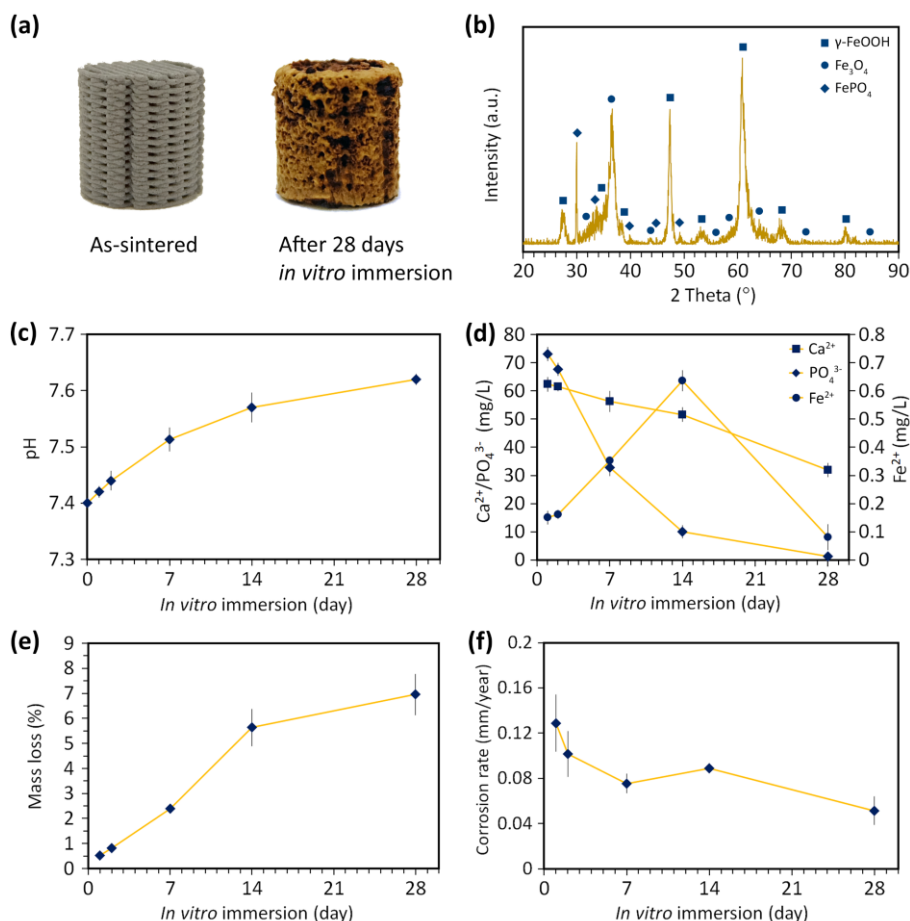 (a)
As-sintered
After 28 days
in vitro immersion
(b)
Intensity (a.u.)
γ-FeOOH
Fe₃O₄
FePO₄
20 30 40 50 60 70 80 90
2 Theta (°)
(c)
pH
7.7
7.6
7.5
7.4
7.3
0 7 14 21 28
In vitro immersion (day)
(d)
Ca²⁺/PO₄³⁻ (mg/L)
80
70
60
50
40
30
20
10
0
Ca²⁺
PO₄³⁻
Fe²⁺
0.8
0.7
0.6
0.5
0.4
0.3
0.2
0.1
0
Fe²⁺ (mg/L)
0 7 14 21 28
In vitro immersion (day)
(e)
Mass loss (%)
9
8
7
6
5
4
3
2
1
0
0 7 14 21 28
In vitro immersion (day)
(f)
Corrosion rate (mm/year)
0.2
0.16
0.12
0.08
0.04
0
0 7 14 21 28
In vitro immersion (day)